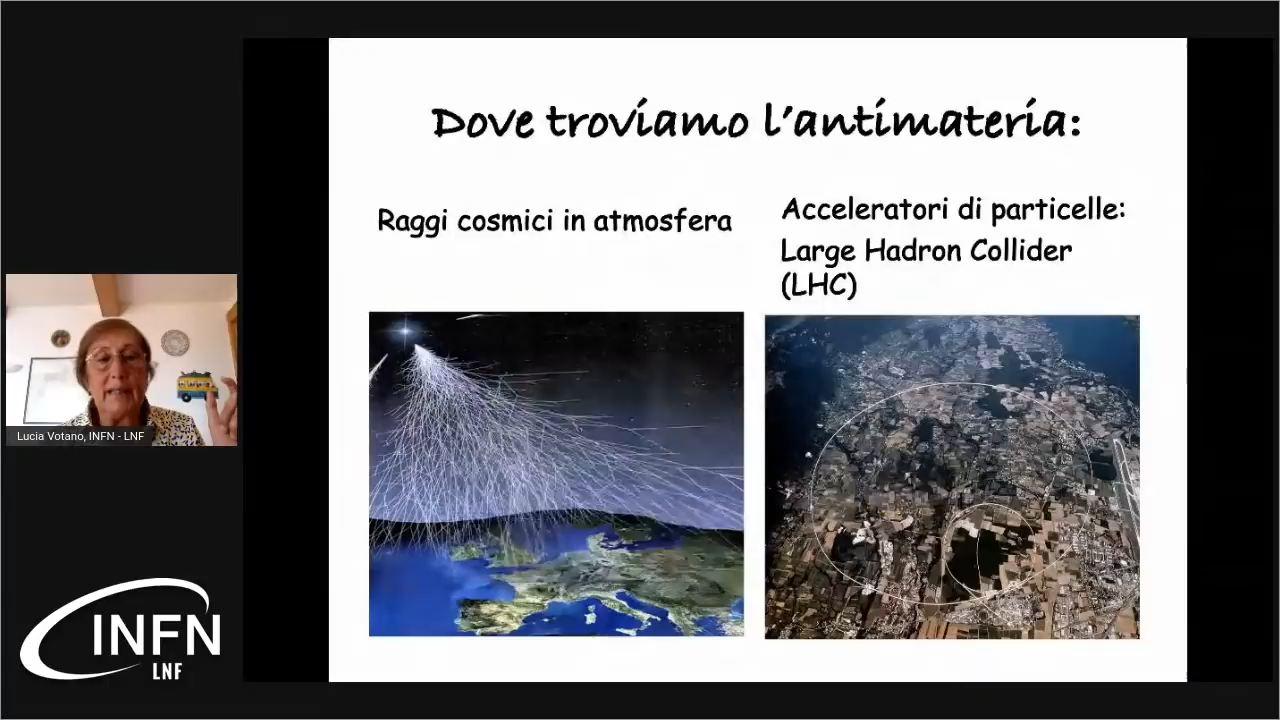 Dove troviamo l'antimateria:
Raggi cosmici in atmosfera
Acceleratori di particelle:
Large Hadron Collider
(LHC)
Lucia Votano, INFN - LNF
INFN
LNF